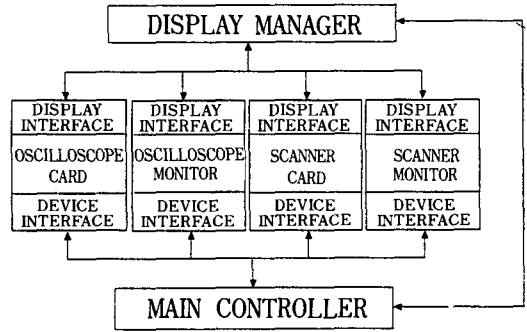 DISPLAY MANAGER
DISPLAY
INTERFACE
OSCILLOSCOPE
CARD
DEVICE
INTERFACE
DISPLAY
INTERFACE
OSCILLOSCOPE
MONITOR
DEVICE
INTERFACE
DISPLAY
INTERFACE
SCANNER
CARD
DEVICE
INTERFACE
DISPLAY
INTERFACE
SCANNER
MONITOR
DEVICE
INTERFACE
MAIN CONTROLLER